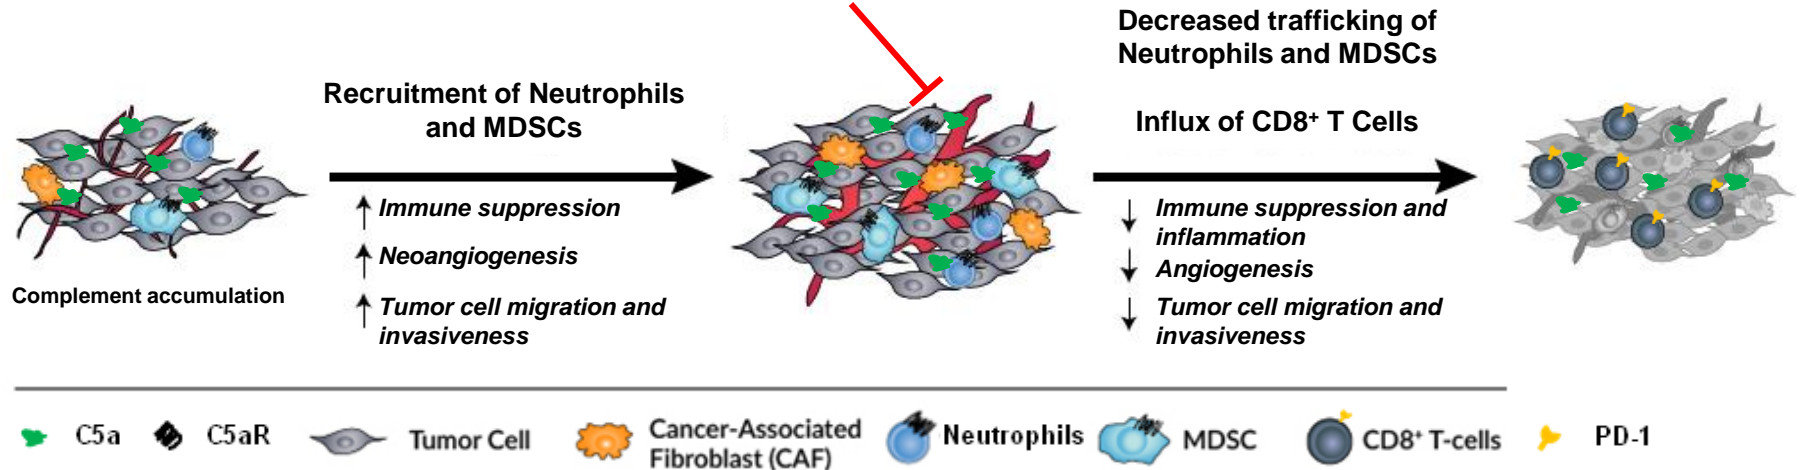 Decreased trafficking of
Neutrophils and MDSCs
Recruitment of Neutrophils
and MDSCs
Influx of CD8⁺ T Cells
Immune suppression
Neoangiogenesis
Tumor cell migration and
invasiveness
Immune suppression and
inflammation
Angiogenesis
Tumor cell migration and
invasiveness
Complement accumulation
C5a
C5aR
Tumor Cell
Cancer-Associated
Fibroblast (CAF)
Neutrophils
MDSC
CD8⁺ T-cells
PD-1